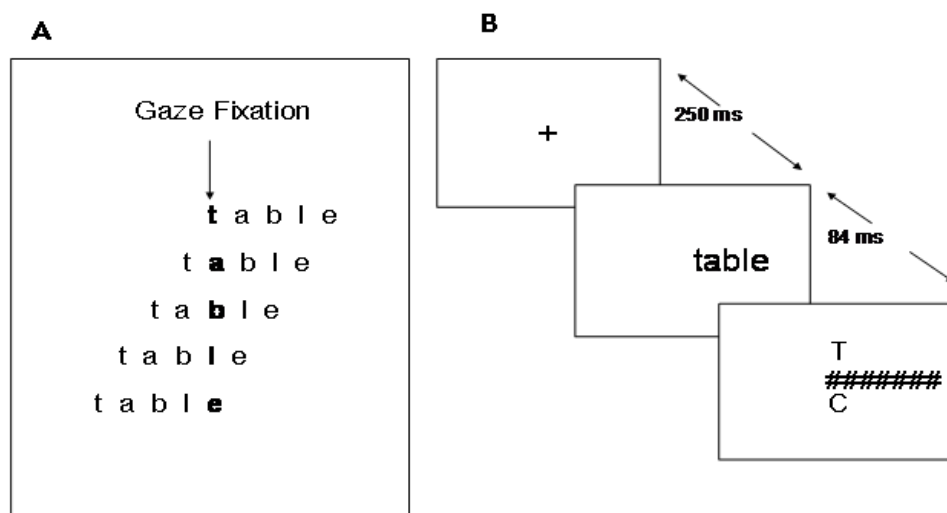 A
Gaze Fixation
t a b l e
t a b l e
t a b l e
t a b l e
t a b l e
B
+
250 ms
table
84 ms
T
#######
C